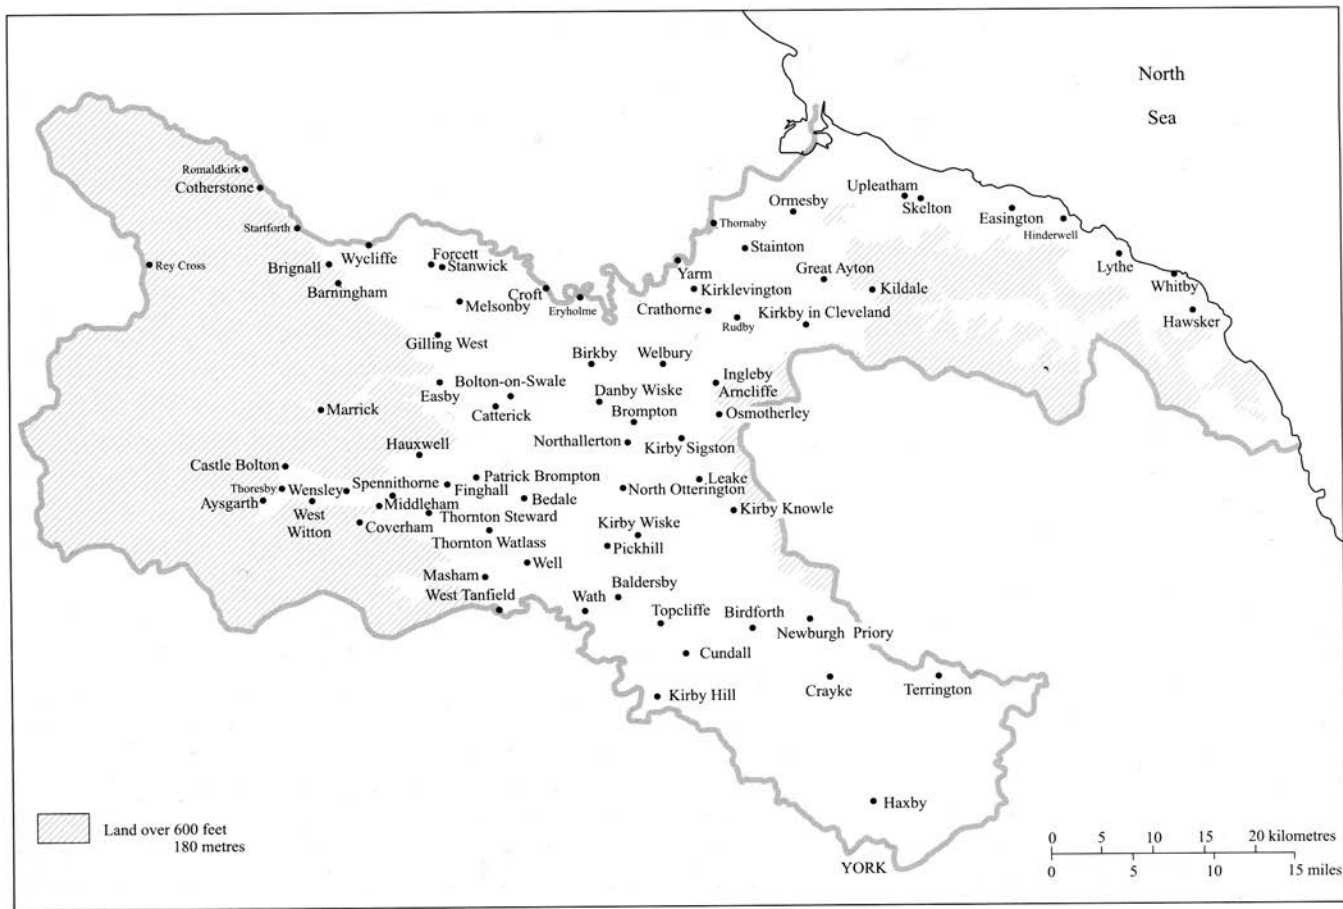 North
Sea
Romaldkirk
Cotherstone
Startforth
Rey Cross
Wycliffe
Brignall
Barningham
Forcett
Stanwick
Melsonby
Croft
Eryholme
Gilling West
Upleatham
Skelton
Ormesby
Thornaby
Stainton
Easington
Hinderwell
Lythe
Whitby
Hawsker
Yarm
Great Ayton
Kirklevington
Kildale
Crathorne
Rudby
Kirkby in Cleveland
Birkby
Welbury
Bolton-on-Swale
Easby
Catterick
Marrick
Danby Wiske
Brompton
Ingleby
Arncliffe
Osmotherley
Northallerton
Kirby Sigston
Hauxwell
Castle Bolton
Thoresby
Wensley
Aysgarth
West
Witton
Spennithorne
Middleham
Coverham
Patrick Brompton
Finghall
Bedale
Thornton Steward
Thornton Watlass
Leake
North Otterington
Kirby Knowle
Kirby Wiske
Pickhill
Well
Masham
West Tanfield
Baldersby
Wath
Topcliffe
Birdforth
Newburgh Priory
Cundall
Kirby Hill
Crayke
Terrington
Haxby
YORK
Land over 600 feet
180 metres
0 5 10 15 20 kilometres
0 5 10 15 miles